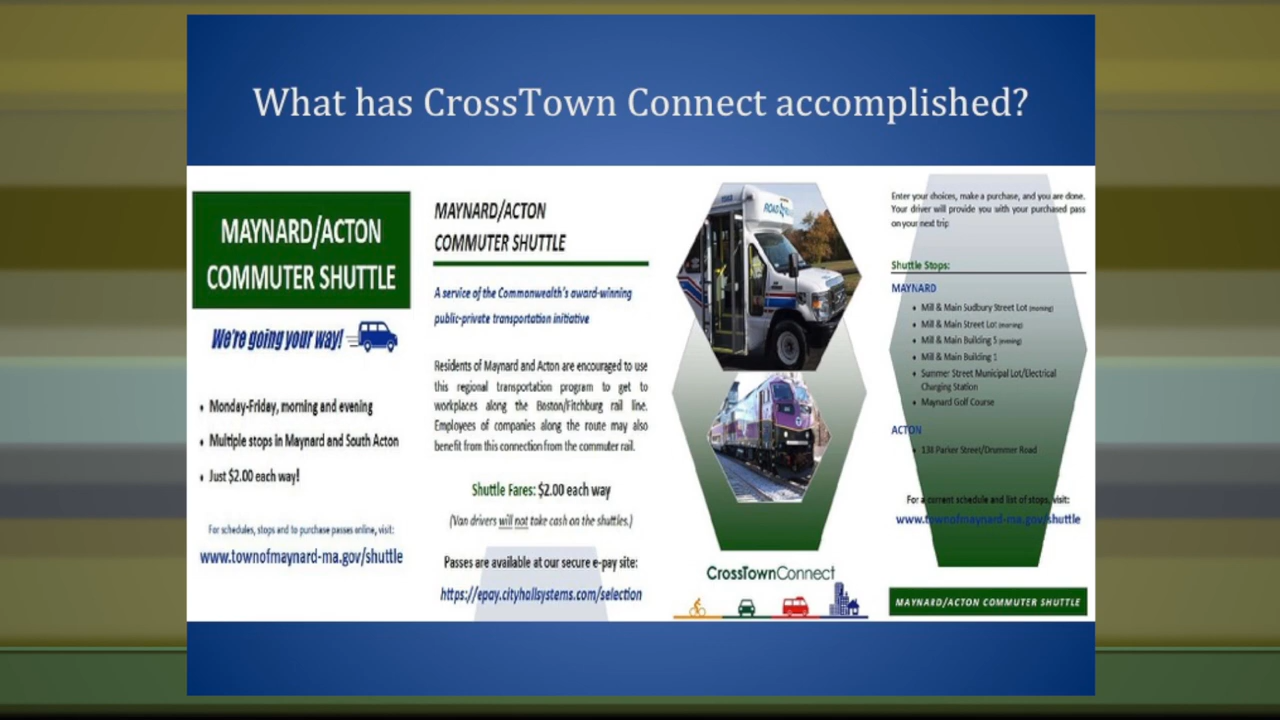 What has CrossTown Connect accomplished?
MAYNARD/ACTON
COMMUTER SHUTTLE
We're going your way!
• Monday-Friday, morning and evening
• Multiple stops in Maynard and South Acton
• Just $2.00 each way!
For schedules, stops and to purchase passes online, visit:
www.townofmaynard-ma.gov/shuttle
MAYNARD/ACTON
COMMUTER SHUTTLE
A service of the Commonwealth's award-winning
public-private transportation initiative
Residents of Maynard and Acton are encouraged to use
this regional transportation program to get to
workplaces along the Boston/Fitchburg rail line.
Employees of companies along the route may also
benefit from this connection from the commuter rail.
Shuttle Fares: $2.00 each way
(Van drivers will not take cash on the shuttles.)
Passes are available at our secure e-pay site:
https://epay.cityhallsystems.com/selection
ROAD
CrossTownConnect
Enter your choices, make a purchase, and you are done.
Your driver will provide you with your purchased pass
on your next trip
Shuttle Stops:
MAYNARD
• Mill & Main Sudbury Street Lot (morning)
• Mill & Main Street Lot (morning)
• Mill & Main Building 5 (evening)
• Mill & Main Building 1
• Summer Street Municipal Lot/Electrical
Charging Station
• Maynard Golf Course
ACTON
• 138 Parker Street/Drummer Road
For a current schedule and list of stops, visit:
www.townofmaynard-ma.gov/shuttle
MAYNARD/ACTON COMMUTER SHUTTLE